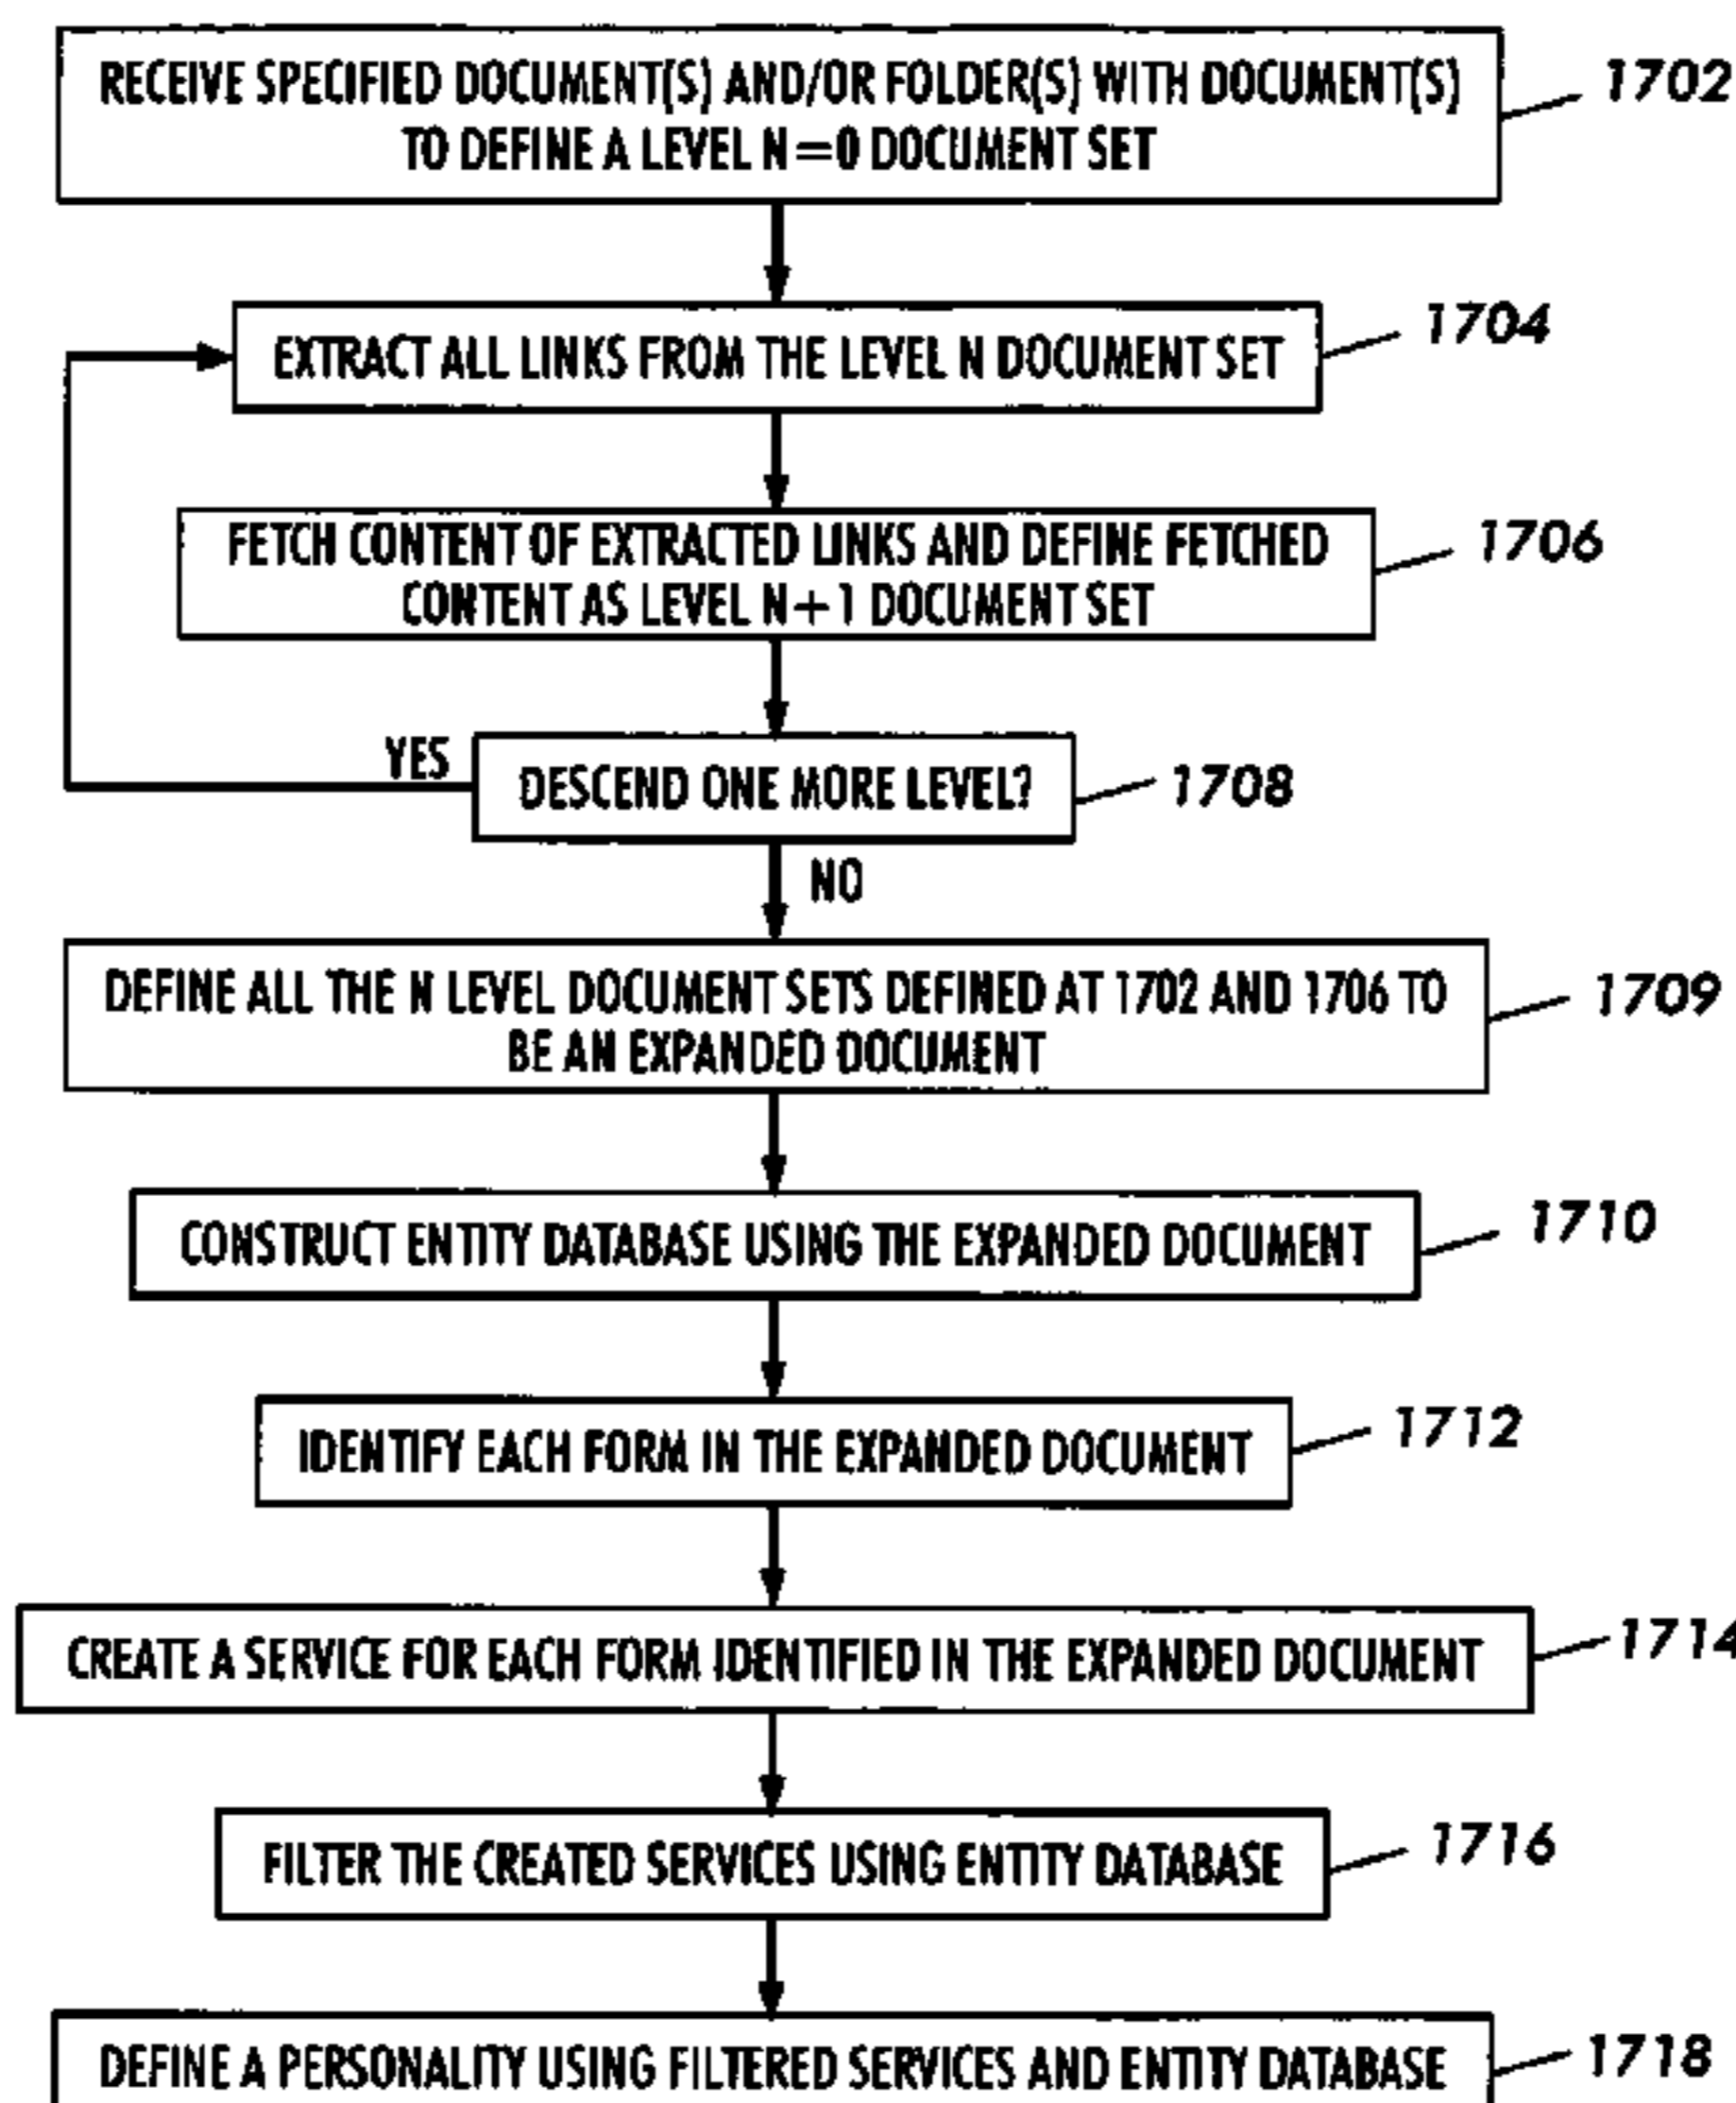 RECEIVE SPECIFIED DOCUMENT(S) AND/OR FOLDER(S) WITH DOCUMENT(S)
TO DEFINE A LEVEL N=0 DOCUMENT SET
1702
EXTRACT ALL LINKS FROM THE LEVEL N DOCUMENT SET
1704
FETCH CONTENT OF EXTRACTED LINKS AND DEFINE FETCHED
CONTENT AS LEVEL N+1 DOCUMENT SET
1706
YES
DESCEND ONE MORE LEVEL?
1708
NO
DEFINE ALL THE N LEVEL DOCUMENT SETS DEFINED AT 1702 AND 1706 TO
BE AN EXPANDED DOCUMENT
1709
CONSTRUCT ENTITY DATABASE USING THE EXPANDED DOCUMENT
1710
IDENTIFY EACH FORM IN THE EXPANDED DOCUMENT
1712
CREATE A SERVICE FOR EACH FORM IDENTIFIED IN THE EXPANDED DOCUMENT
1714
FILTER THE CREATED SERVICES USING ENTITY DATABASE
1716
DEFINE A PERSONALITY USING FILTERED SERVICES AND ENTITY DATABASE
1718